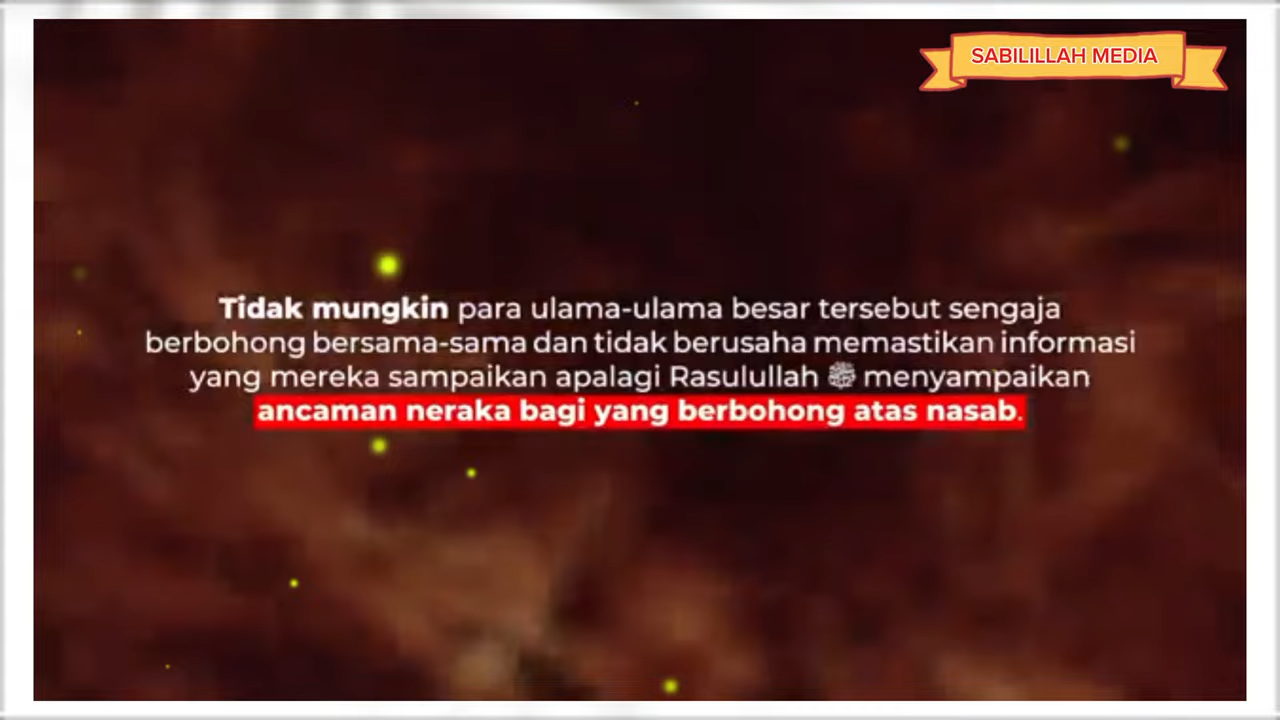 SABILILLAH MEDIA
Tidak mungkin para ulama-ulama besar tersebut sengaja
berbohong bersama-sama dan tidak berusaha memastikan informasi
yang mereka sampaikan apalagi Rasulullah ﷺ menyampaikan
ancaman neraka bagi yang berbohong atas nasab.